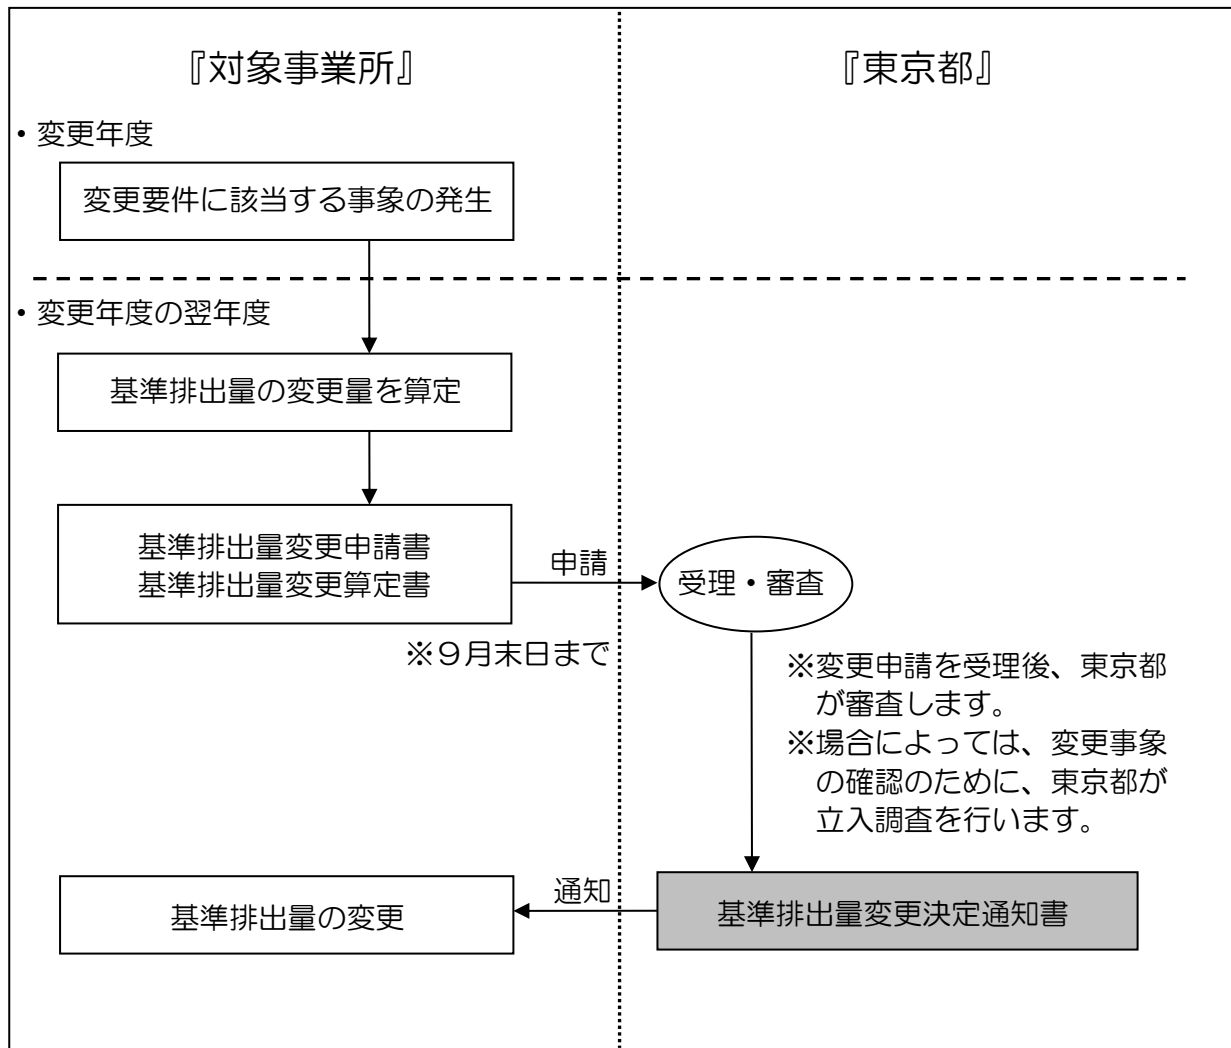 『対象事業所』
『東京都』
・変更年度
変更要件に該当する事象の発生
・変更年度の翌年度
基準排出量の変更量を算定
基準排出量変更申請書
基準排出量変更算定書
申請
受理・審査
※９月末日まで
※変更申請を受理後、東京都
が審査します。
※場合によっては、変更事象
の確認のために、東京都が
立入調査を行います。
通知
基準排出量の変更
基準排出量変更決定通知書